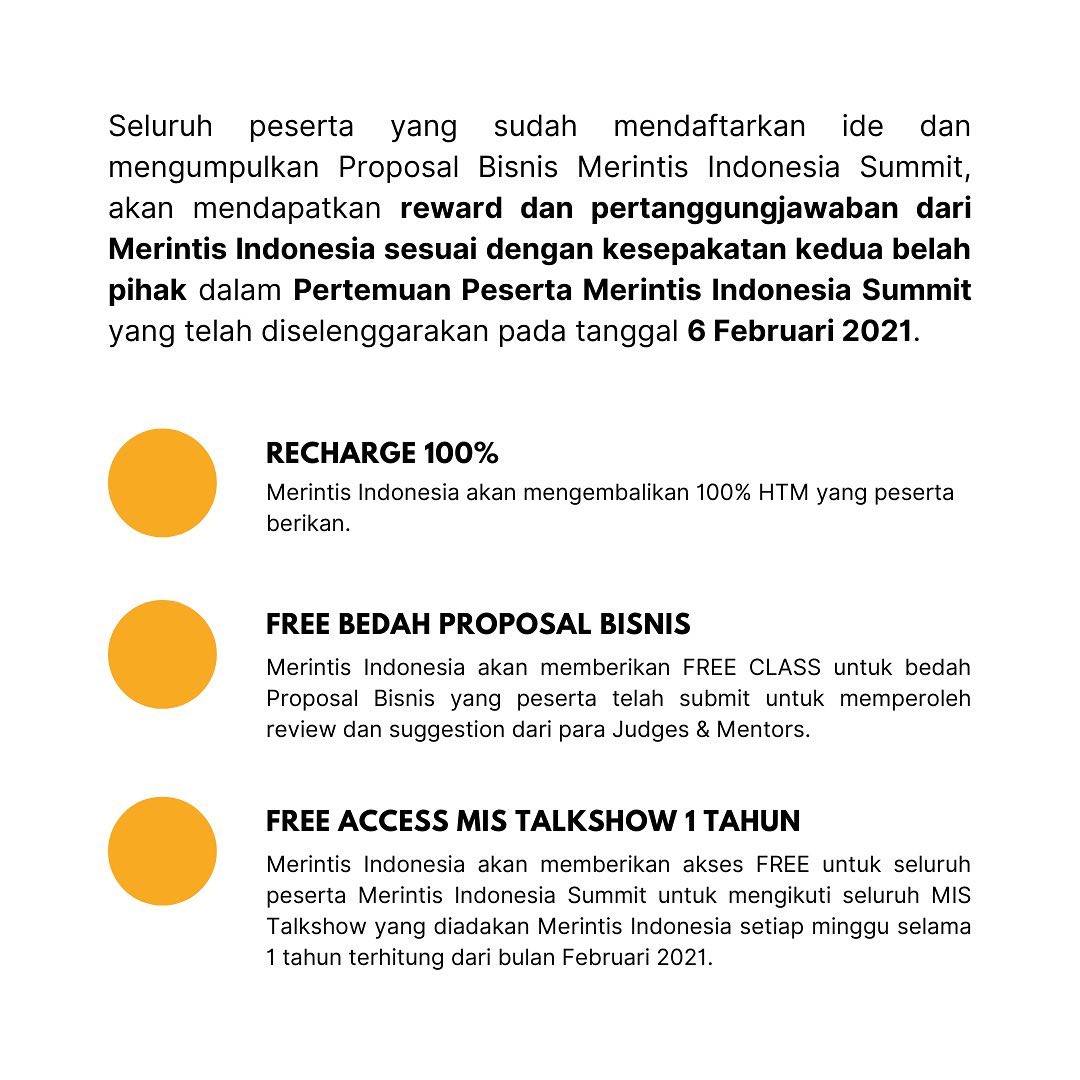 Seluruh peserta yang sudah mendaftarkan ide dan
mengumpulkan Proposal Bisnis Merintis Indonesia Summit,
akan mendapatkan reward dan pertanggungjawaban dari
Merintis Indonesia sesuai dengan kesepakatan kedua belah
pihak dalam Pertemuan Peserta Merintis Indonesia Summit
yang telah diselenggarakan pada tanggal 6 Februari 2021.
RECHARGE 100%
Merintis Indonesia akan mengembalikan 100% HTM yang peserta
berikan.
FREE BEDAH PROPOSAL BISNIS
Merintis Indonesia akan memberikan FREE CLASS untuk bedah
Proposal Bisnis yang peserta telah submit untuk memperoleh
review dan suggestion dari para Judges & Mentors.
FREE ACCESS MIS TALKSHOW 1 TAHUN
Merintis Indonesia akan memberikan akses FREE untuk seluruh
peserta Merintis Indonesia Summit untuk mengikuti seluruh MIS
Talkshow yang diadakan Merintis Indonesia setiap minggu selama
1 tahun terhitung dari bulan Februari 2021.